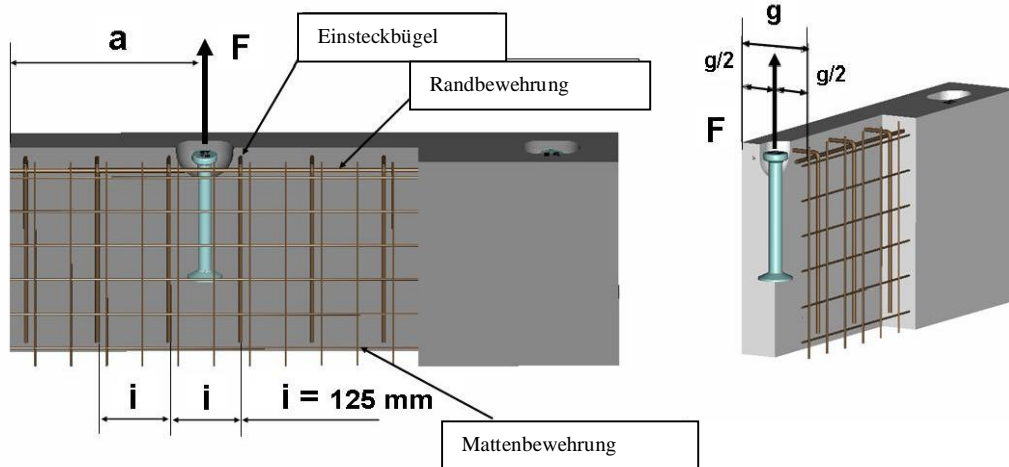 a
F
Einsteckbügel
Randbewehrung
i
i
i = 125 mm
Mattenbewehrung
g
g/2
g/2
F